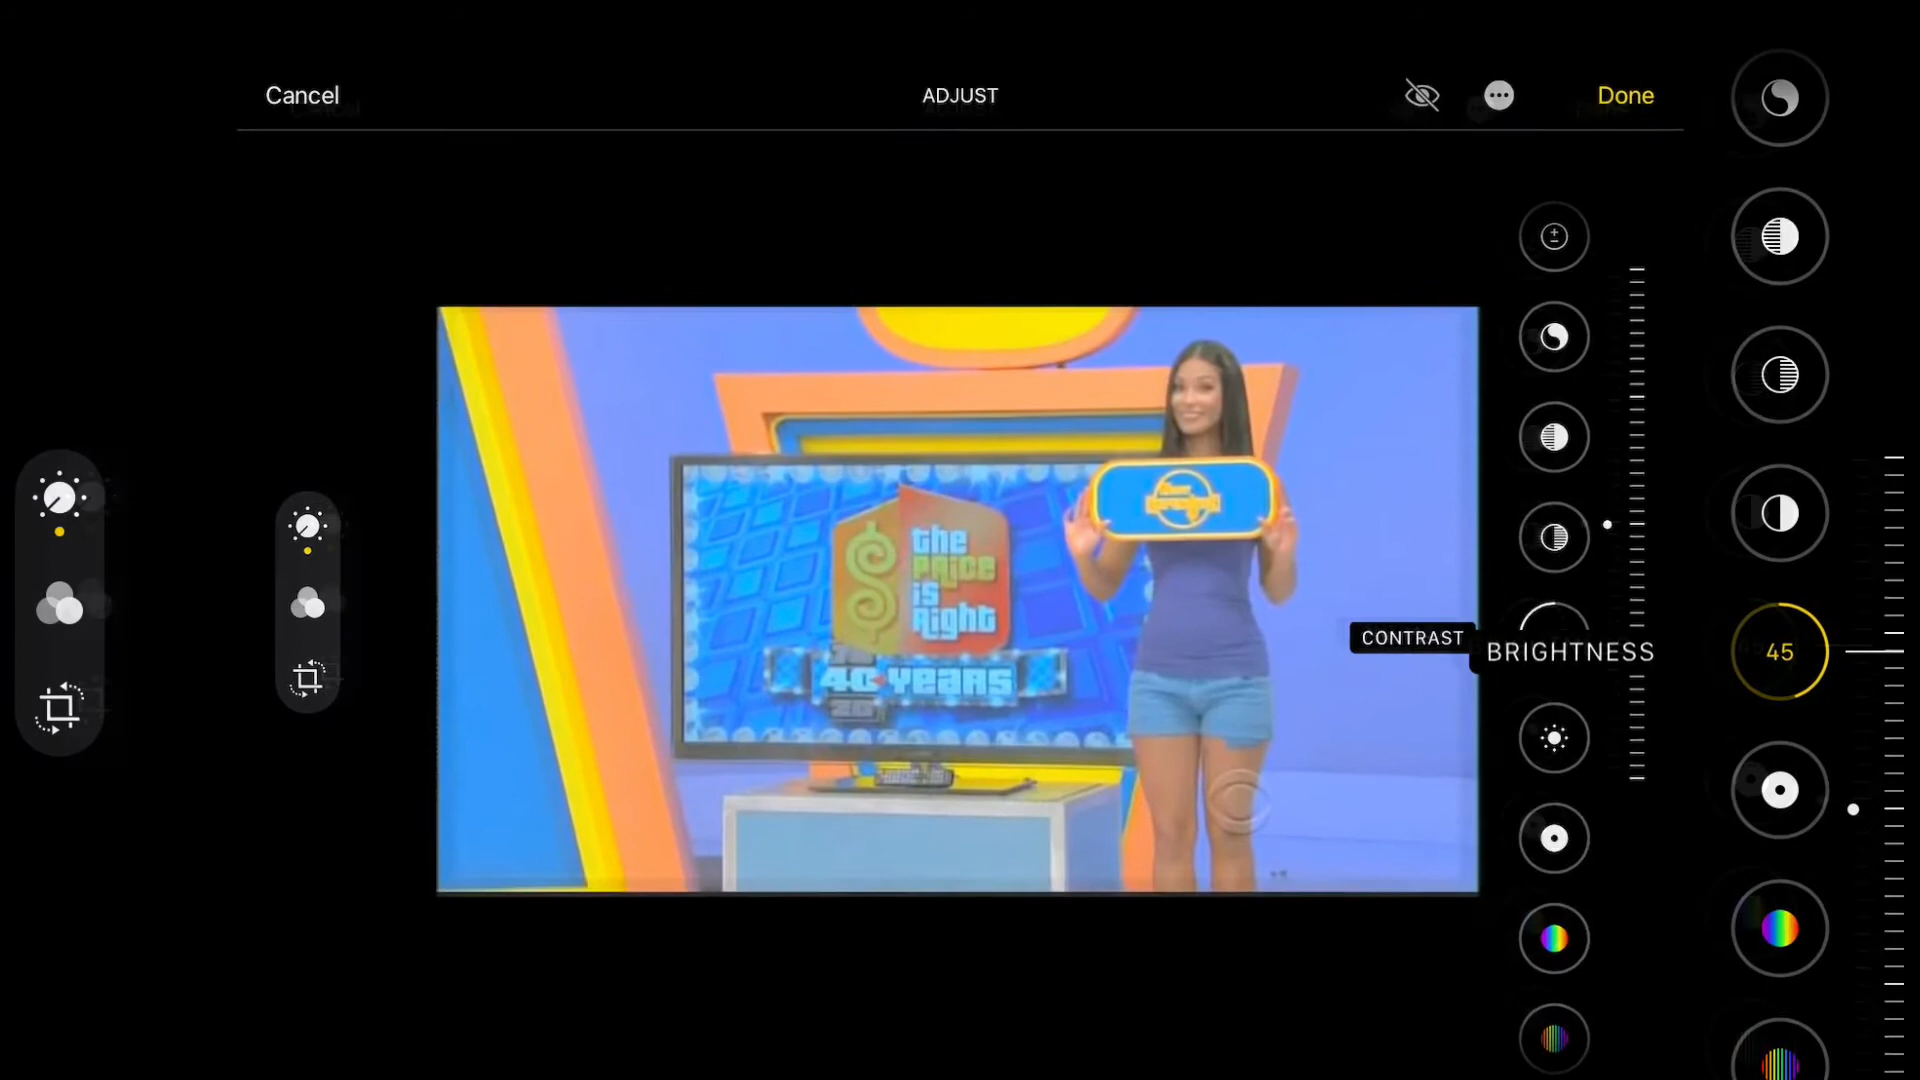 Cancel
ADJUST
Done
the
PRICE
is
Right
40 YEARS
CONTRAST
BRIGHTNESS
45